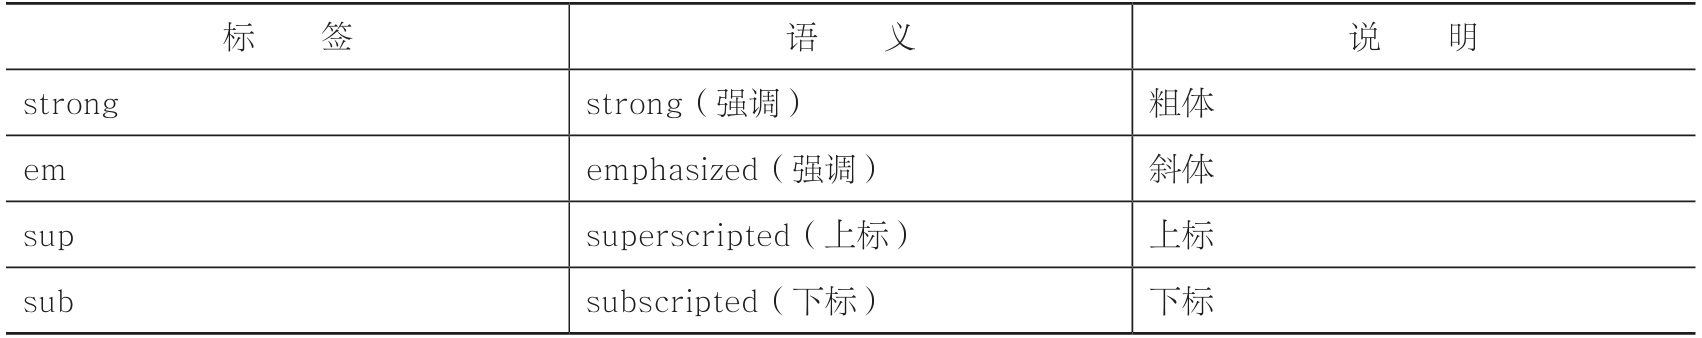 标 签 语 义 说 明
strong strong（强调） 粗体
em emphasized（强调） 斜体
sup superscripted（上标） 上标
sub subscripted（下标） 下标